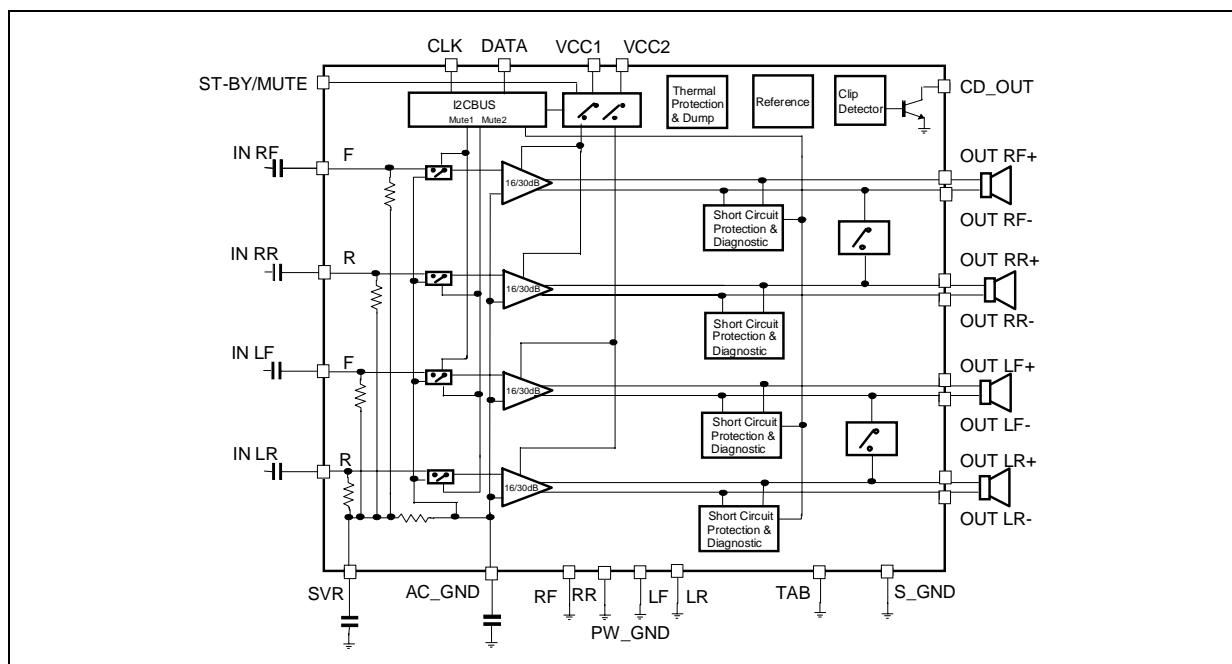 CLK DATA VCC1 VCC2
ST-BY/MUTE
CD_OUT
I2CBUS
Mute1 Mute2
Thermal
Protection
& Dump
Reference
Clip
Detector
IN RF
F
16/30dB
OUT RF+
OUT RF-
Short Circuit
Protection &
Diagnostic
IN RR
R
16/30dB
OUT RR+
OUT RR-
Short Circuit
Protection &
Diagnostic
IN LF
F
16/30dB
OUT LF+
OUT LF-
Short Circuit
Protection &
Diagnostic
IN LR
R
16/30dB
OUT LR+
OUT LR-
Short Circuit
Protection &
Diagnostic
SVR AC_GND RF RR LF LR TAB S_GND
PW_GND